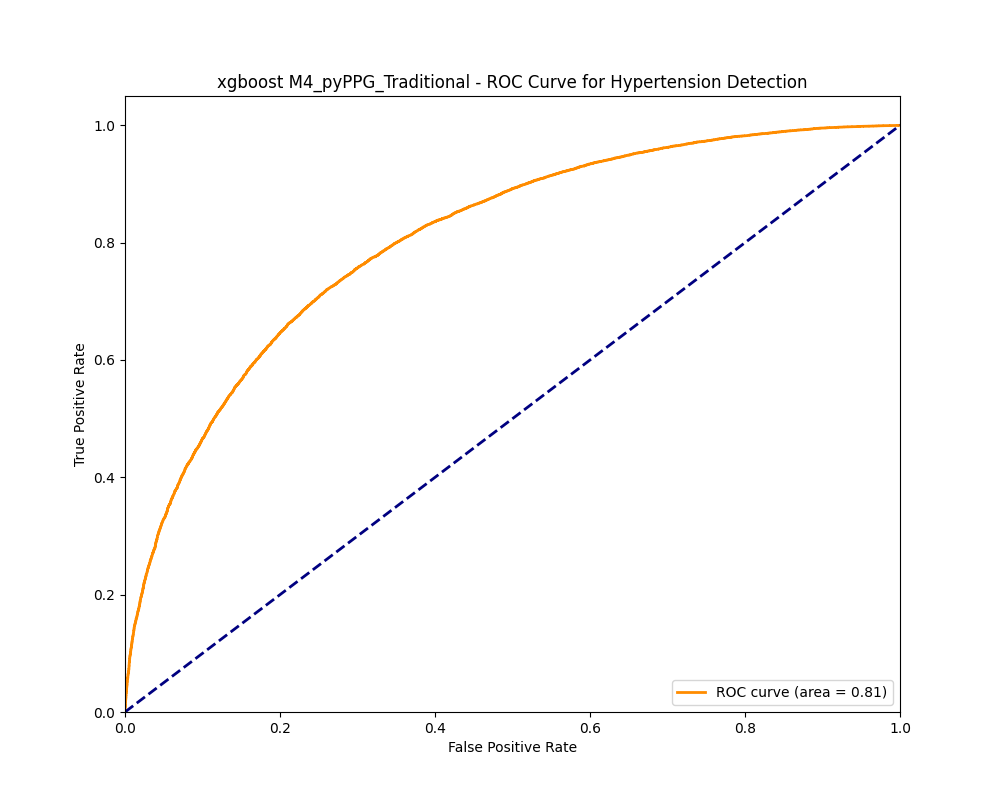 xgboost M4_pyPPG_Traditional - ROC Curve for Hypertension Detection
1.0
0.8
0.6
0.4
0.2
0.0
True Positive Rate
ROC curve (area = 0.81)
0.0 0.2 0.4 0.6 0.8 1.0
False Positive Rate